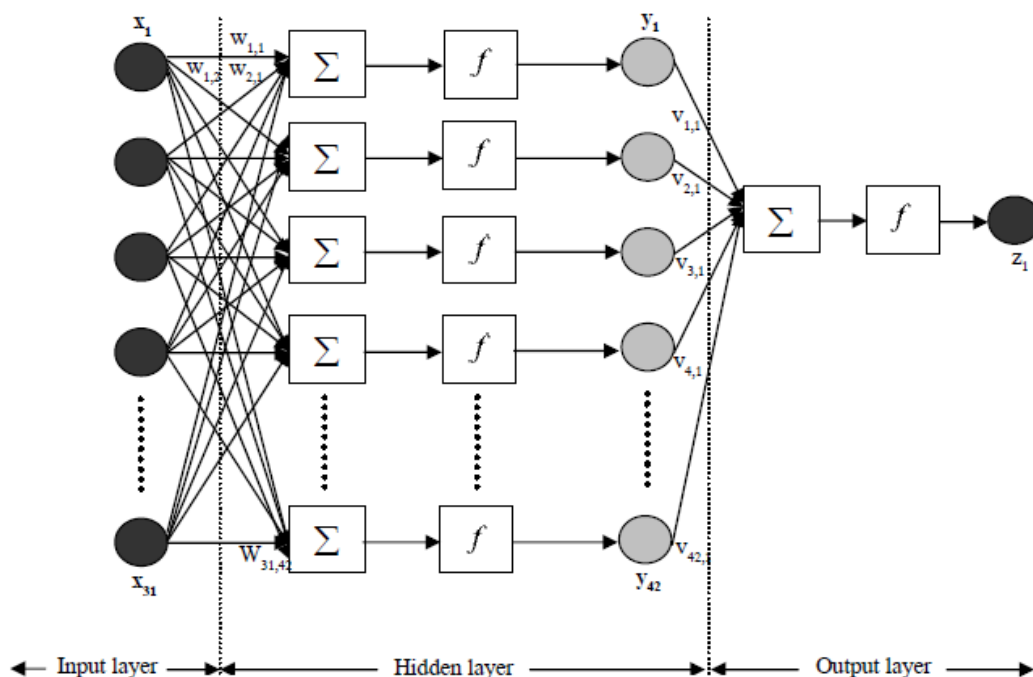 x₁
y₁
w₁,₁
w₁,₂
w₂,₁
Σ
f
v₁,₁
Σ
f
v₂,₁
Σ
f
Σ
f
v₃,₁
z₁
Σ
f
v₄,₁
Σ
f
W₃₁,₄₂
v₄₂,
x₃₁
y₄₂
Input layer
Hidden layer
Output layer